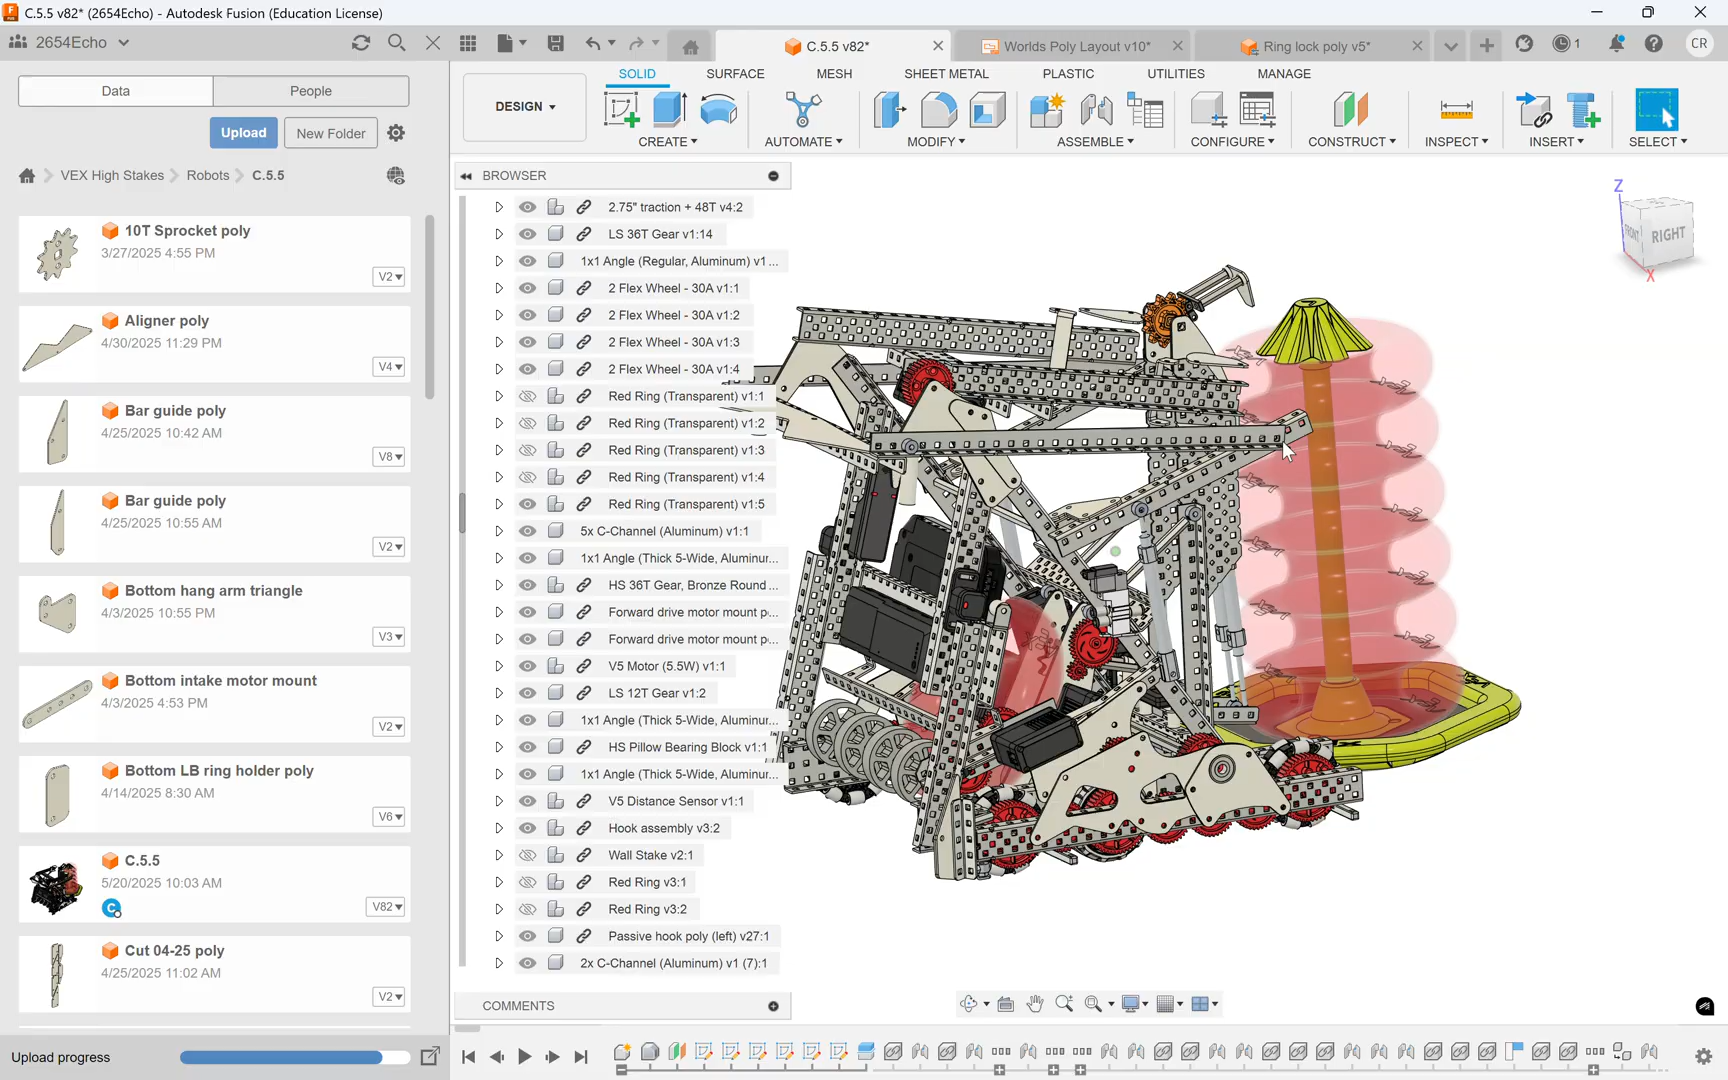 C.5.5 v82* (2654Echo) - Autodesk Fusion (Education License)
2654Echo
C.5.5 v82*
Worlds Poly Layout v10*
Ring lock poly v5*
1
CR
Data
People
Upload
New Folder
VEX High Stakes
Robots
C.5.5
10T Sprocket poly
3/27/2025 4:55 PM
V2
Aligner poly
4/30/2025 11:29 PM
V4
Bar guide poly
4/25/2025 10:42 AM
V8
Bar guide poly
4/25/2025 10:55 AM
V2
Bottom hang arm triangle
4/3/2025 10:55 PM
V3
Bottom intake motor mount
4/3/2025 4:53 PM
V2
Bottom LB ring holder poly
4/14/2025 8:30 AM
V6
C.5.5
5/20/2025 10:03 AM
C
V82
Cut 04-25 poly
4/25/2025 11:02 AM
V2
Upload progress
DESIGN
SOLID
SURFACE
MESH
SHEET METAL
PLASTIC
UTILITIES
MANAGE
CREATE
AUTOMATE
MODIFY
ASSEMBLE
CONFIGURE
CONSTRUCT
INSPECT
INSERT
SELECT
BROWSER
2.75" traction + 48T v4:2
LS 36T Gear v1:14
1x1 Angle (Regular, Aluminum) v1 ...
2 Flex Wheel - 30A v1:1
2 Flex Wheel - 30A v1:2
2 Flex Wheel - 30A v1:3
2 Flex Wheel - 30A v1:4
Red Ring (Transparent) v1:1
Red Ring (Transparent) v1:2
Red Ring (Transparent) v1:3
Red Ring (Transparent) v1:4
Red Ring (Transparent) v1:5
5x C-Channel (Aluminum) v1:1
1x1 Angle (Thick 5-Wide, Aluminur...
HS 36T Gear, Bronze Round ...
Forward drive motor mount p...
Forward drive motor mount p...
V5 Motor (5.5W) v1:1
LS 12T Gear v1:2
1x1 Angle (Thick 5-Wide, Aluminur...
HS Pillow Bearing Block v1:1
1x1 Angle (Thick 5-Wide, Aluminur...
V5 Distance Sensor v1:1
Hook assembly v3:2
Wall Stake v2:1
Red Ring v3:1
Red Ring v3:2
Passive hook poly (left) v27:1
2x C-Channel (Aluminum) v1 (7):1
COMMENTS
Z
FRONT
RIGHT
X